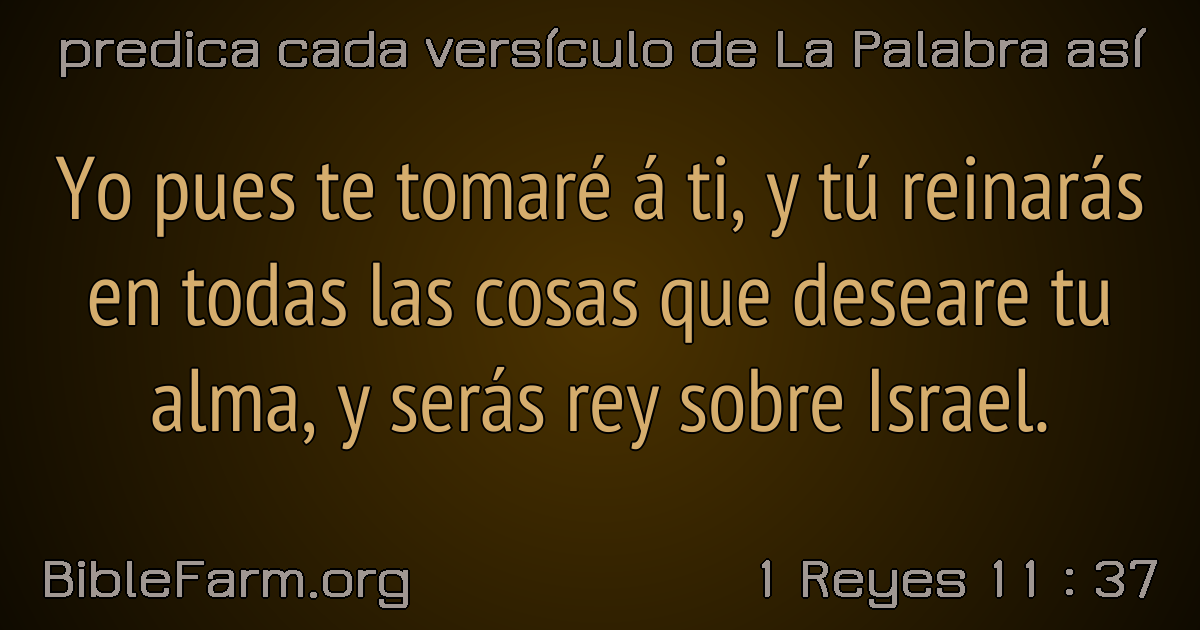 predica cada versículo de La Palabra así
Yo pues te tomaré á ti, y tú reinarás
en todas las cosas que deseare tu
alma, y serás rey sobre Israel.
BibleFarm.org
1 Reyes 11 : 37